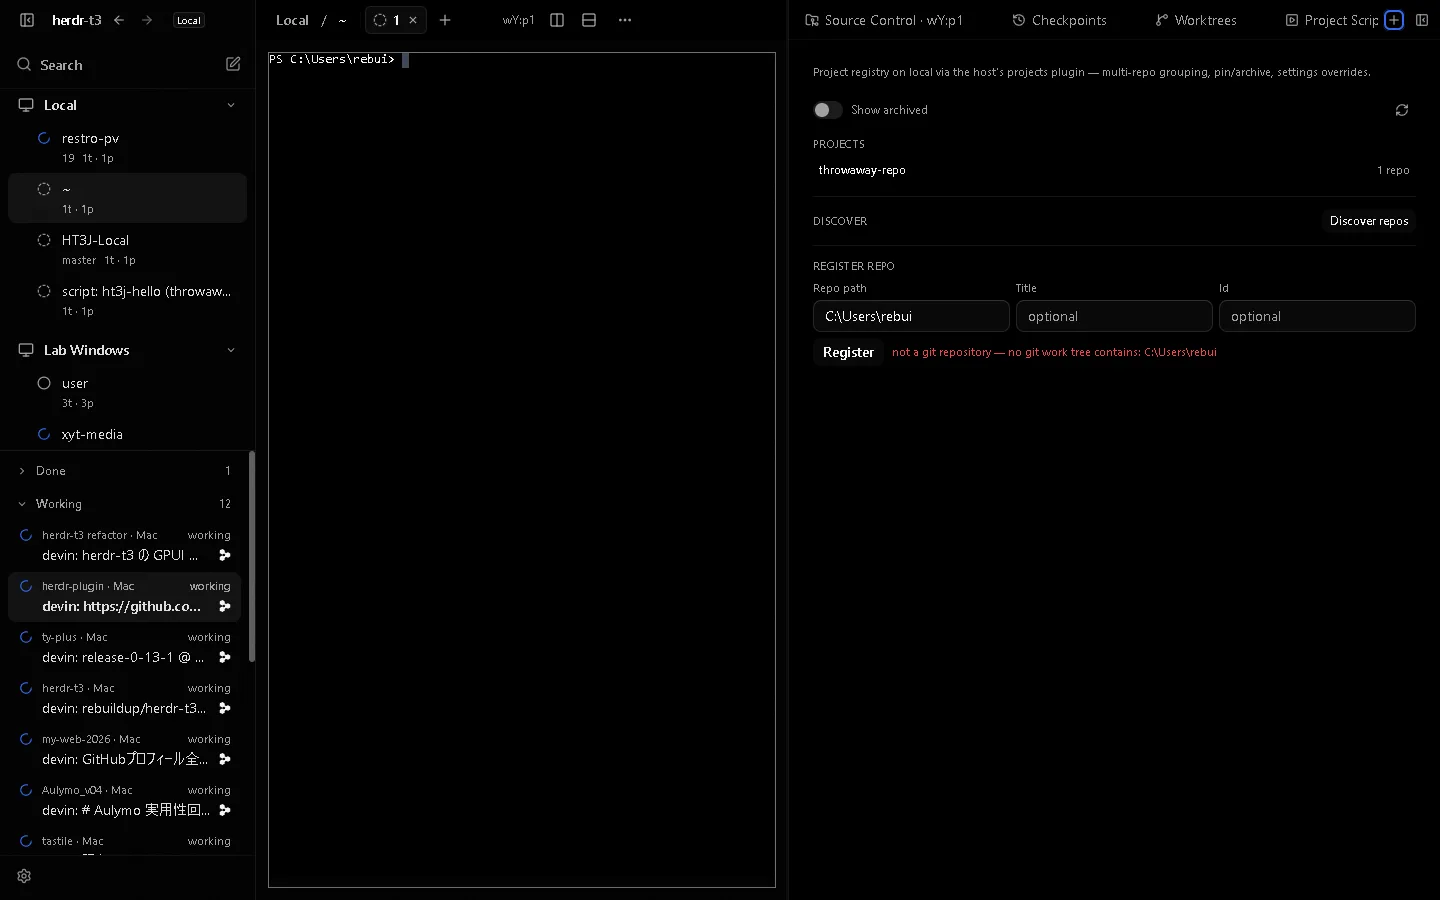 herdr-t3
Local
Search
Local
restro-pv
19 1t · 1p
~
1t · 1p
HT3J-Local
master 1t · 1p
script: ht3j-hello (throwaw...
1t · 1p
Lab Windows
user
3t · 3p
xyt-media
Done 1
Working 12
herdr-t3 refactor · Mac working
devin: herdr-t3 の GPUI ...
herdr-plugin · Mac working
devin: https://github.co...
ty-plus · Mac working
devin: release-0-13-1 @ ...
herdr-t3 · Mac working
devin: rebuildup/herdr-t3...
my-web-2026 · Mac working
devin: GitHubプロフィール全...
Aulymo_v04 · Mac working
devin: # Aulymo 実用性回...
tastile · Mac working
Local / ~
1
wY:p1
PS C:\Users\rebui>
Source Control · wY:p1
Checkpoints
Worktrees
Project Scrip
Project registry on local via the host's projects plugin — multi-repo grouping, pin/archive, settings overrides.
Show archived
PROJECTS
throwaway-repo 1 repo
DISCOVER Discover repos
REGISTER REPO
Repo path Title Id
C:\Users\rebui optional optional
Register not a git repository — no git work tree contains: C:\Users\rebui